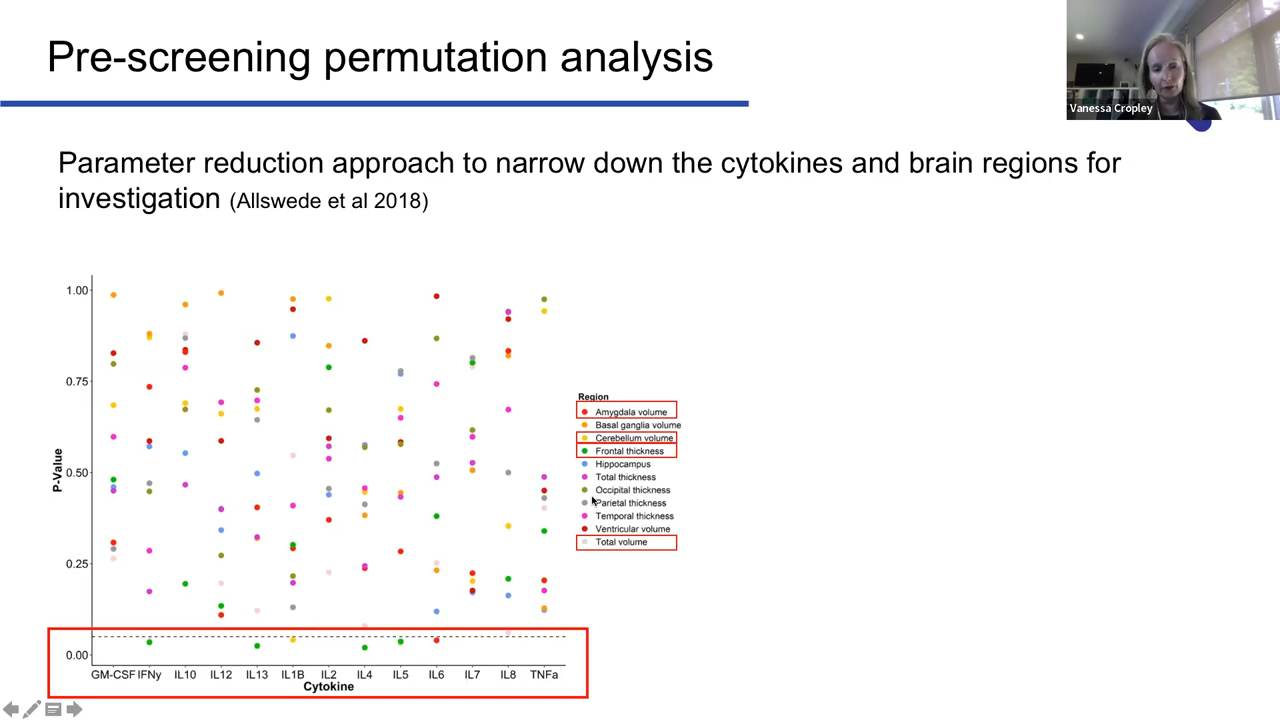 Pre-screening permutation analysis
Vanessa Cropley
Parameter reduction approach to narrow down the cytokines and brain regions for
investigation (Allswede et al 2018)
1.00
0.75
0.50
0.25
0.00
P-Value
GM-CSF IFNy IL10 IL12 IL13 IL1B IL2 IL4 IL5 IL6 IL7 IL8 TNFa
Cytokine
Region
Amygdala volume
Basal ganglia volume
Cerebellum volume
Frontal thickness
Hippocampus
Total thickness
Occipital thickness
Parietal thickness
Temporal thickness
Ventricular volume
Total volume